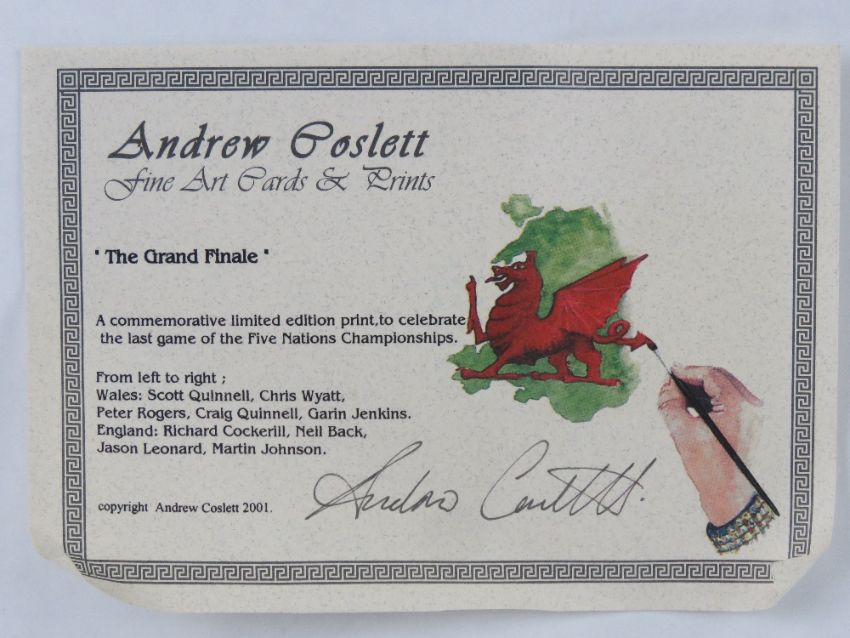 Andrew Coslett
Fine Art Cards & Prints
" The Grand Finale "
A commemorative limited edition print,to celebrate
the last game of the Five Nations Championships.
From left to right ;
Wales: Scott Quinnell, Chris Wyatt,
Peter Rogers, Craig Quinnell, Garin Jenkins.
England: Richard Cockerill, Neil Back,
Jason Leonard, Martin Johnson.
copyright Andrew Coslett 2001.
Andrew Coslett.